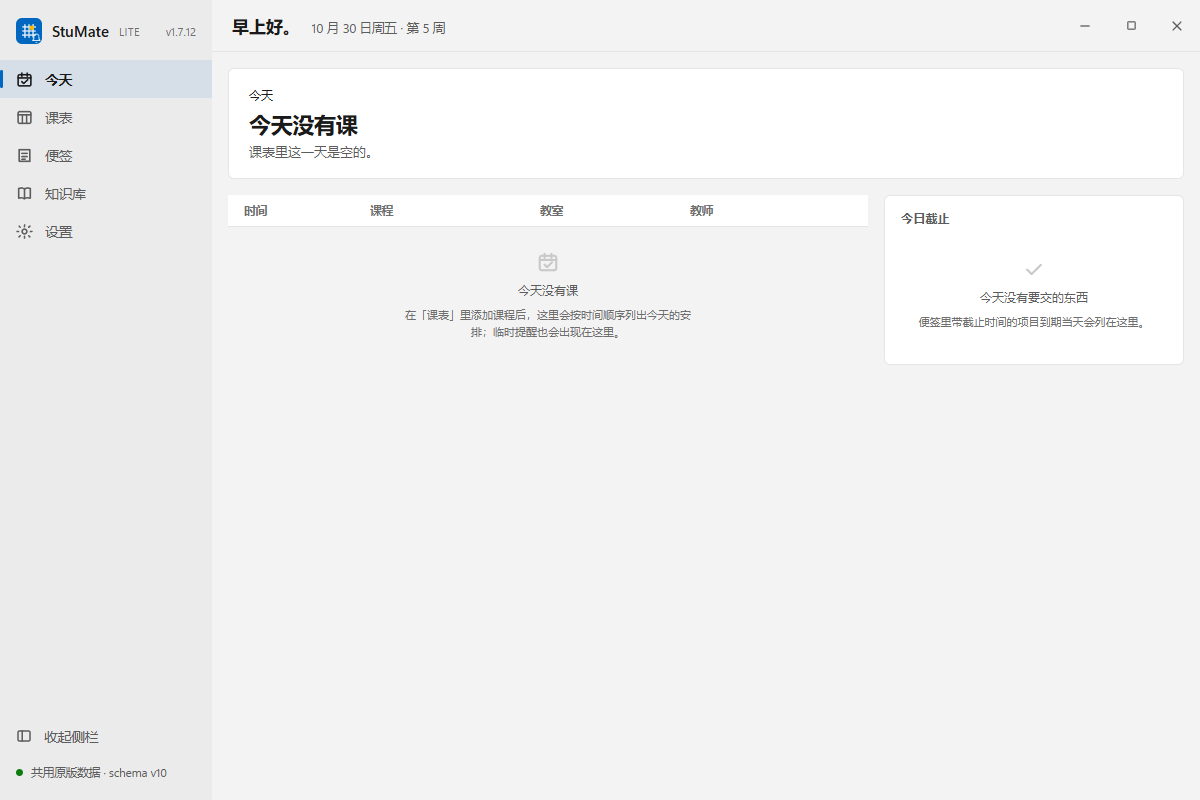 StuMate LITE v1.7.12
今天
课表
便签
知识库
设置
收起侧栏
共用原版数据 · schema v10
早上好。 10 月 30 日周五 · 第 5 周
今天
今天没有课
课表里这一天是空的。
时间 课程 教室 教师
今天没有课
在「课表」里添加课程后，这里会按时间顺序列出今天的安
排；临时提醒也会出现在这里。
今日截止
今天没有要交的东西
便签里带截止时间的项目到期当天会列在这里。